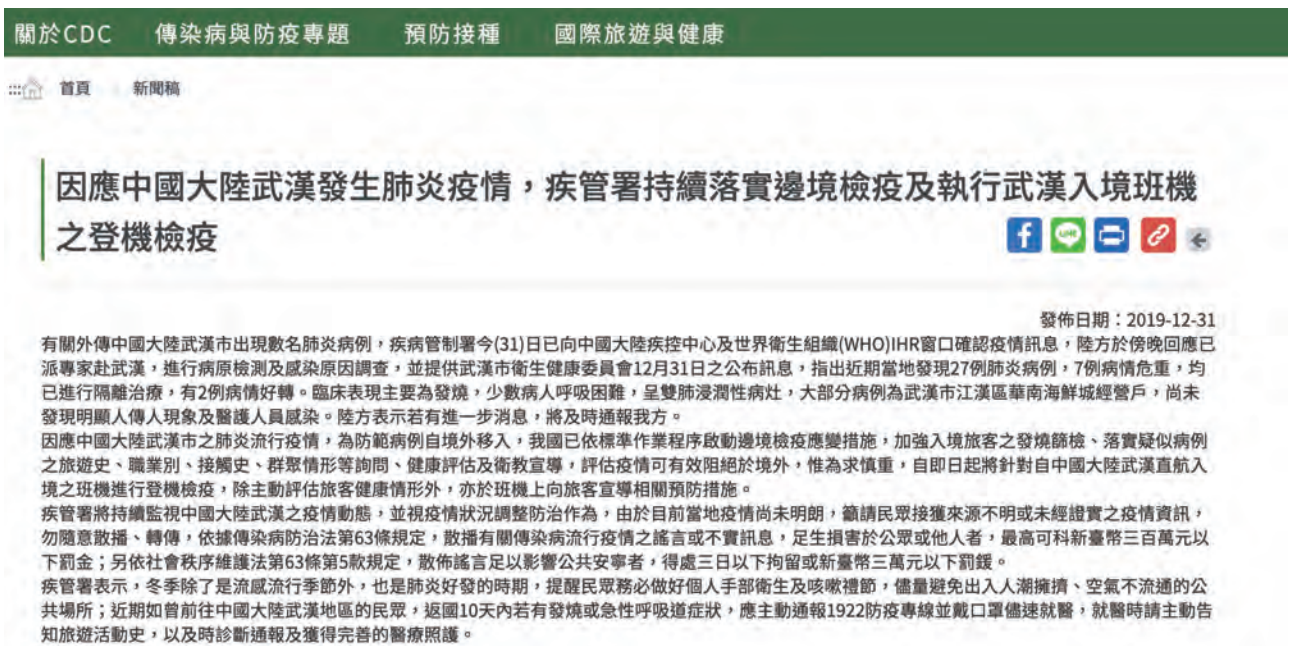 關於CDC 傳染病與防疫專題 預防接種 國際旅遊與健康
首頁 新聞稿
因應中國大陸武漢發生肺炎疫情，疾管署持續落實邊境檢疫及執行武漢入境班機
之登機檢疫
發佈日期：2019-12-31
有關外傳中國大陸武漢市出現數名肺炎病例，疾病管制署今(31)日已向中國大陸疾控中心及世界衛生組織(WHO)IHR窗口確認疫情訊息，陸方於傍晚回應已
派專家赴武漢，進行病原檢測及感染原因調查，並提供武漢市衛生健康委員會12月31日之公布訊息，指出近期當地發現27例肺炎病例，7例病情危重，均
已進行隔離治療，有2例病情好轉。臨床表現主要為發燒，少數病人呼吸困難，呈雙肺浸潤性病灶，大部分病例為武漢市江漢區華南海鮮城經營戶，尚未
發現明顯人傳人現象及醫護人員感染。陸方表示若有進一步消息，將及時通報我方。
因應中國大陸武漢市之肺炎流行疫情，為防範病例自境外移入，我國已依標準作業程序啟動邊境檢疫應變措施，加強入境旅客之發燒篩檢、落實疑似病例
之旅遊史、職業別、接觸史、群聚情形等詢問、健康評估及衛教宣導，評估疫情可有效阻絕於境外，惟為求慎重，自即日起將針對自中國大陸武漢直航入
境之班機進行登機檢疫，除主動評估旅客健康情形外，亦於班機上向旅客宣導相關預防措施。
疾管署將持續監視中國大陸武漢之疫情動態，並視疫情狀況調整防治作為，由於目前當地疫情尚未明朗，籲請民眾接獲來源不明或未經證實之疫情資訊，
勿隨意散播、轉傳，依據傳染病防治法第63條規定，散播有關傳染病流行疫情之謠言或不實訊息，足生損害於公眾或他人者，最高可科新臺幣三百萬元以
下罰金；另依社會秩序維護法第63條第5款規定，散佈謠言足以影響公共安寧者，得處三日以下拘留或新臺幣三萬元以下罰鍰。
疾管署表示，冬季除了是流感流行季節外，也是肺炎好發的時期，提醒民眾務必做好個人手部衛生及咳嗽禮節，儘量避免出入人潮擁擠、空氣不流通的公
共場所；近期如曾前往中國大陸武漢地區的民眾，返國10天內若有發燒或急性呼吸道症狀，應主動通報1922防疫專線並戴口罩儘速就醫，就醫時請主動告
知旅遊活動史，以及時診斷通報及獲得完善的醫療照護。